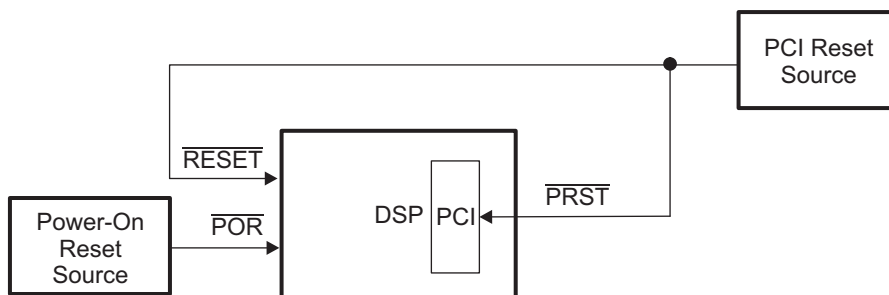 PCI Reset
Source
RESET
DSP
PCI
PRST
Power-On
Reset
Source
POR